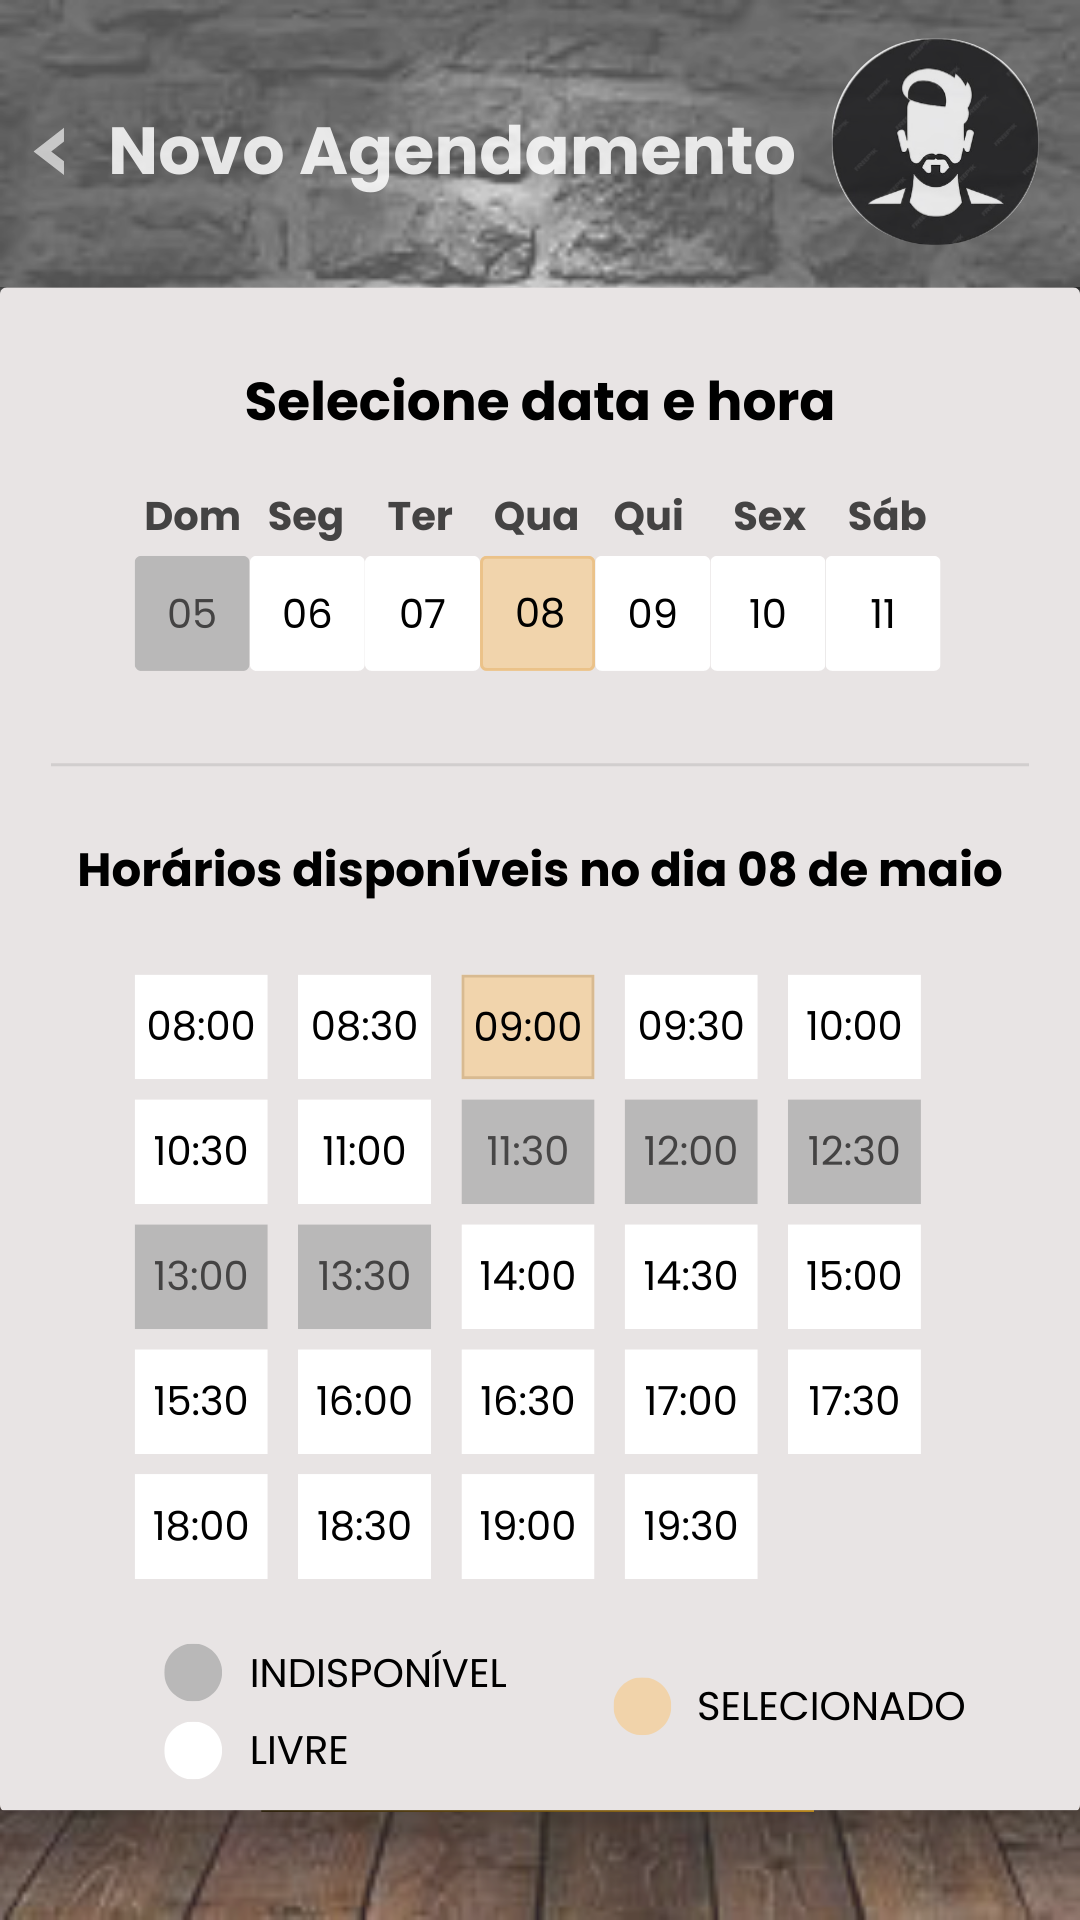 Novo Agendamento
Selecione data e hora
Dom Seg Ter Qua Qui Sex Sáb
05 06 07 08 09 10 11
Horários disponíveis no dia 08 de maio
08:00 08:30 09:00 09:30 10:00
10:30 11:00 11:30 12:00 12:30
13:00 13:30 14:00 14:30 15:00
15:30 16:00 16:30 17:00 17:30
18:00 18:30 19:00 19:30
INDISPONÍVEL
SELECIONADO
LIVRE